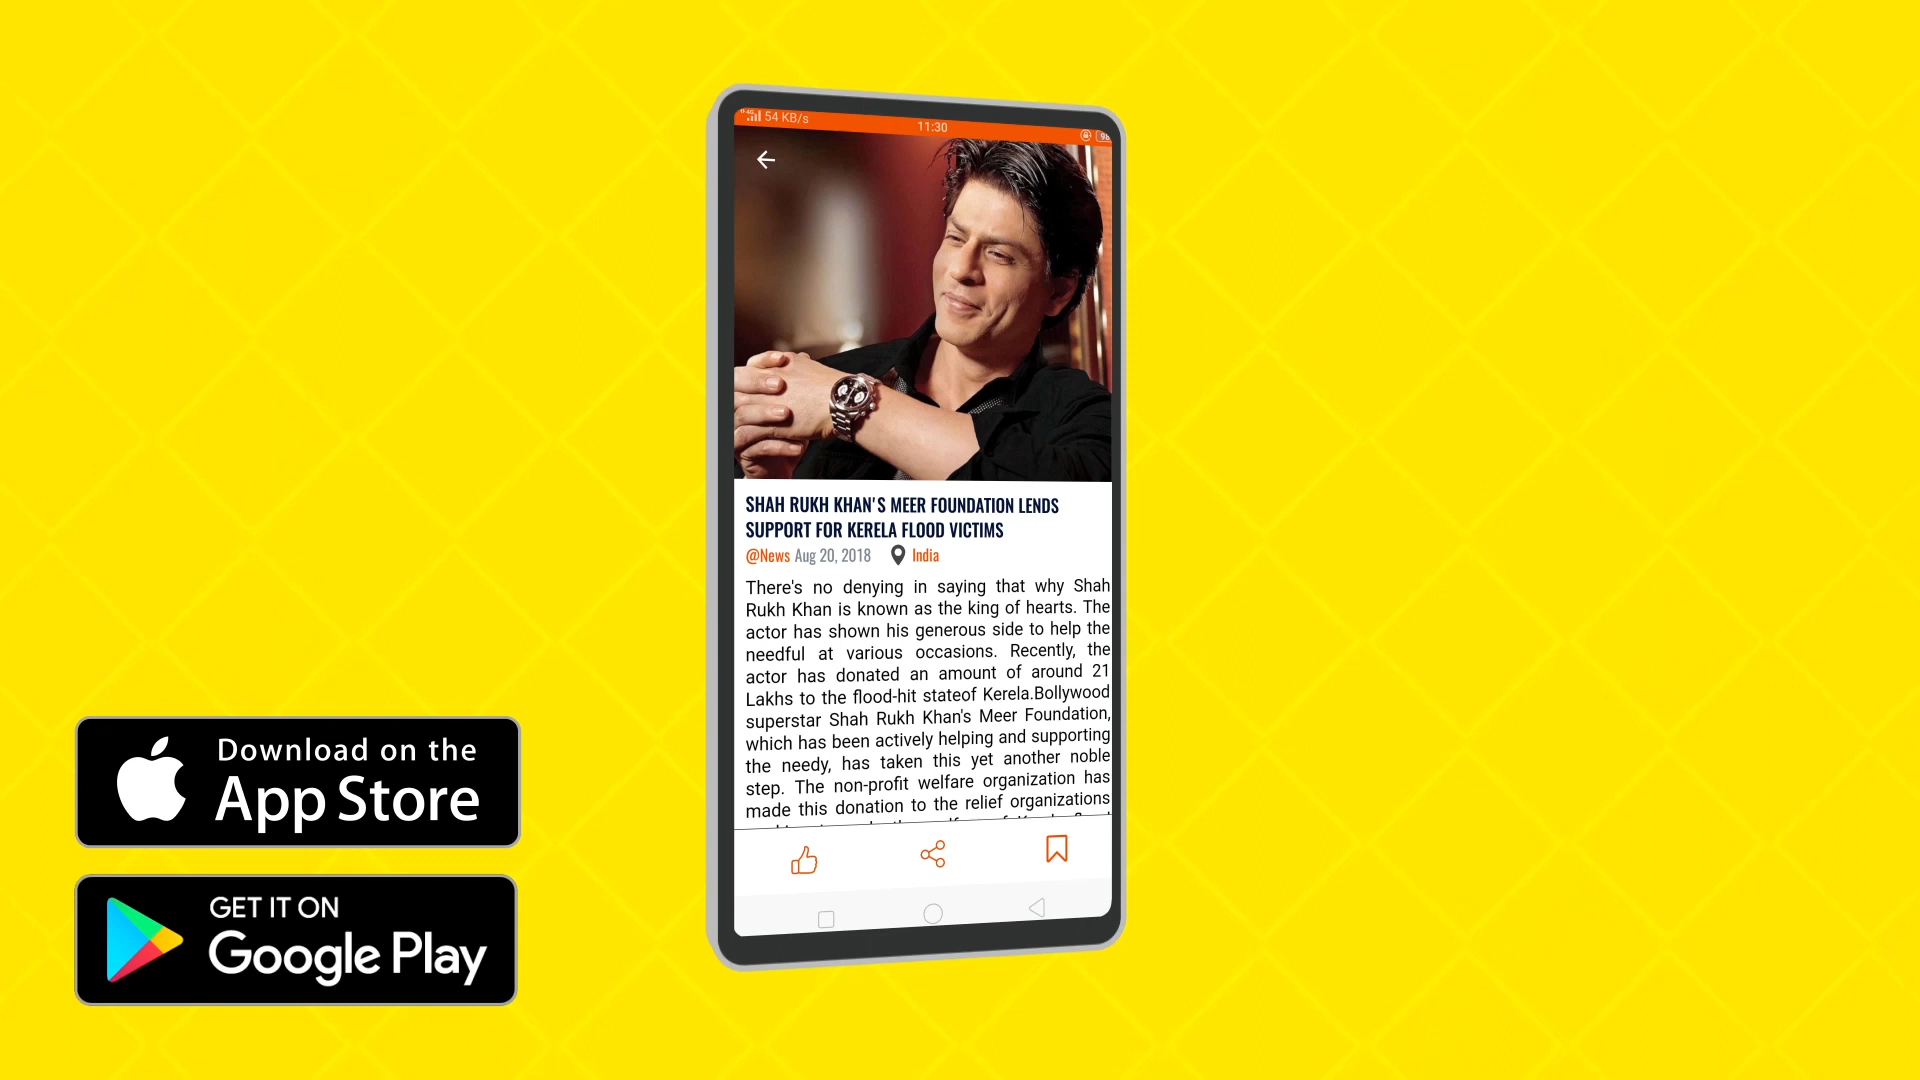 54 KB/s
11:30
SHAH RUKH KHAN'S MEER FOUNDATION LENDS
SUPPORT FOR KERELA FLOOD VICTIMS
@News Aug 20, 2018 India
There's no denying in saying that why Shah
Rukh Khan is known as the king of hearts. The
actor has shown his generous side to help the
needful at various occasions. Recently, the
actor has donated an amount of around 21
Lakhs to the flood-hit stateof Kerela.Bollywood
superstar Shah Rukh Khan's Meer Foundation,
which has been actively helping and supporting
the needy, has taken this yet another noble
step. The non-profit welfare organization has
made this donation to the relief organizations
Download on the
App Store
GET IT ON
Google Play